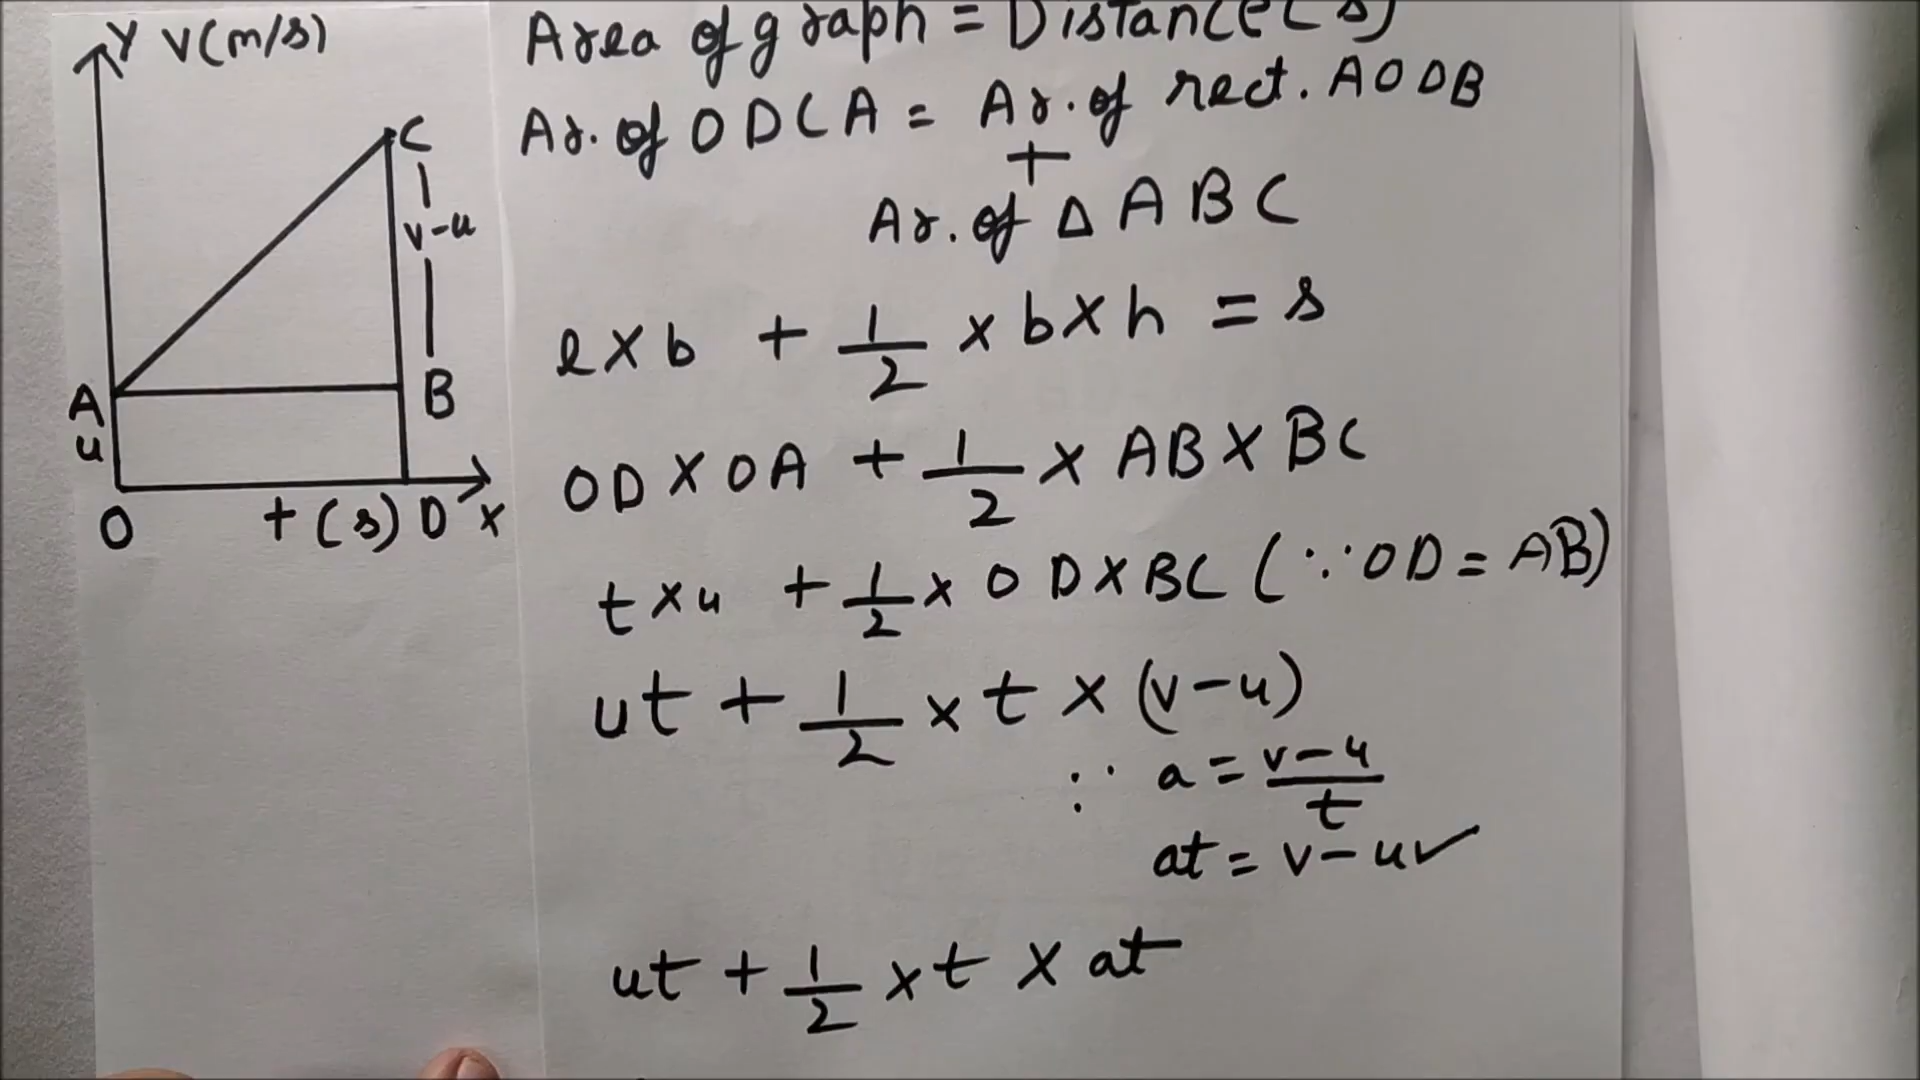 Y V(m/s)
C
v-u
A
B
u
O
t(s) D X
Area of graph = Distance(s)
Ar. of ODCA = Ar. of rect. AODB
+
Ar. of Δ ABC
l×b + 1/2 × b×h = s
OD × OA + 1/2 × AB × BC
t×u + 1/2 × OD×BC (∵ OD = AB)
ut + 1/2 × t × (v-u)
∵ a = v-u/t
at = v-u✓
ut + 1/2 × t × at